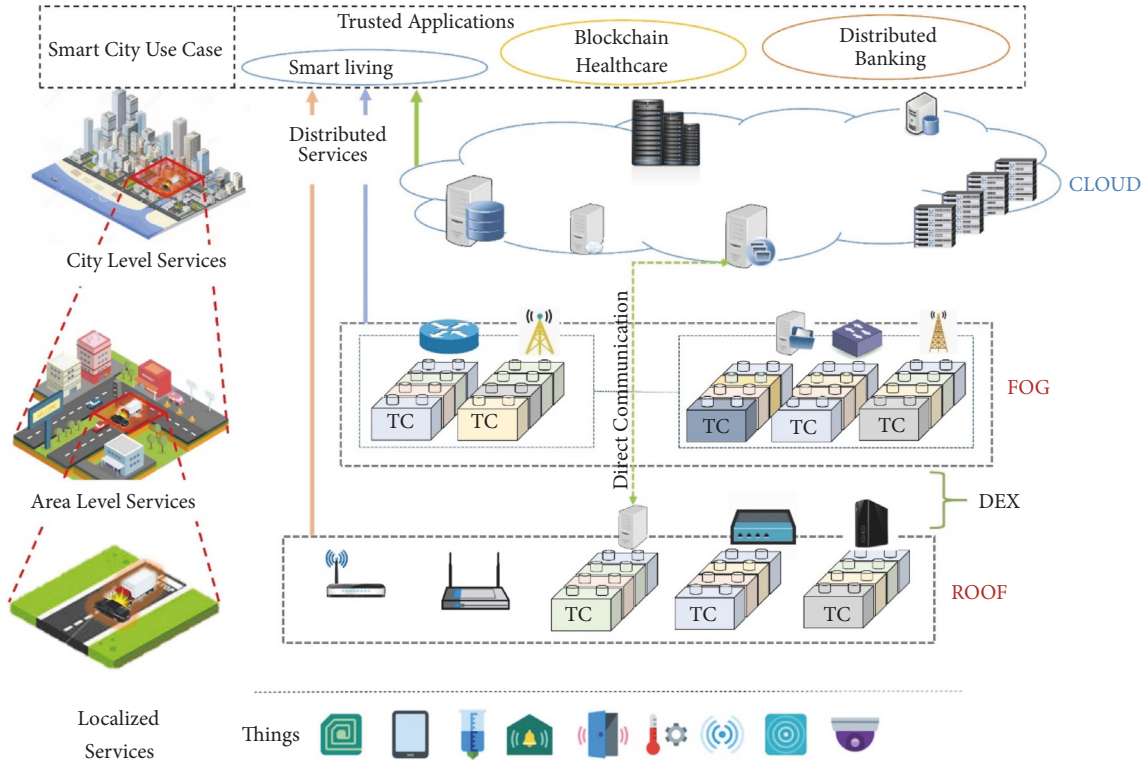 Trusted Applications
Smart City Use Case
Smart living
Blockchain
Healthcare
Distributed
Banking
Distributed
Services
CLOUD
City Level Services
Direct Communication
FOG
TC
TC
TC
TC
TC
Area Level Services
DEX
ROOF
TC
TC
TC
Localized
Services
Things